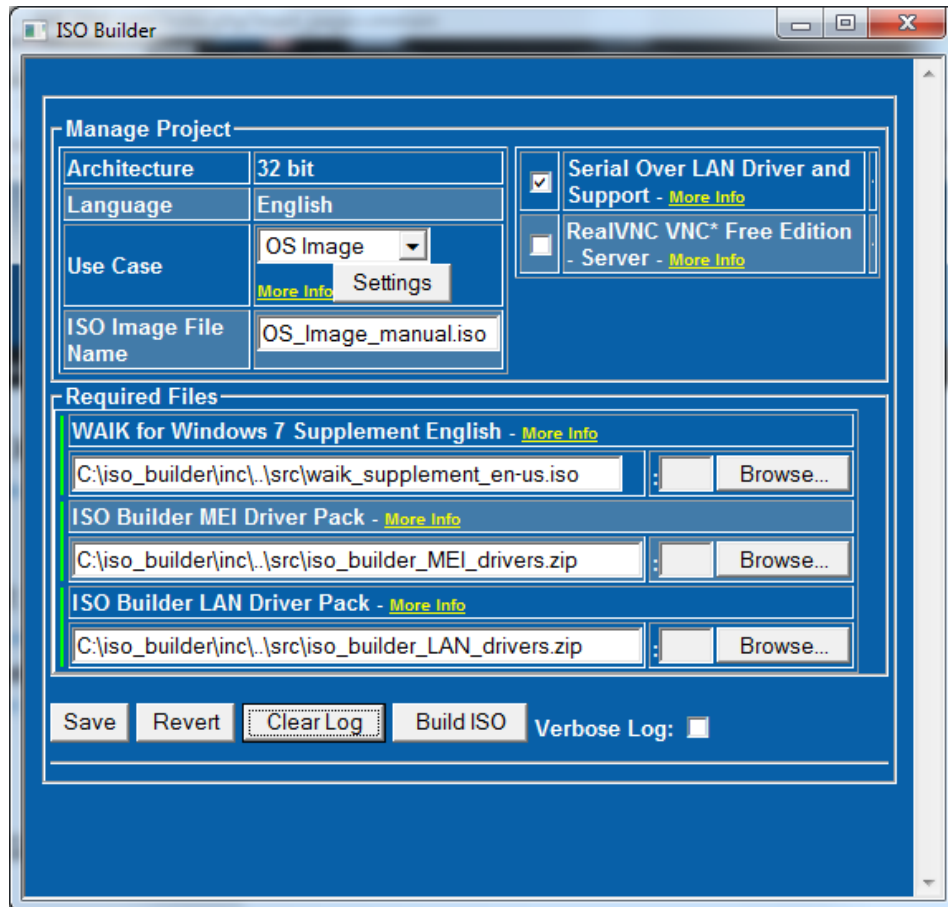 ISO Builder
Manage Project
Architecture
32 bit
Language
English
Use Case
OS Image
More Info
Settings
ISO Image File
Name
OS_Image_manual.iso
Serial Over LAN Driver and
Support - More Info
RealVNC VNC* Free Edition
- Server - More Info
Required Files
WAIK for Windows 7 Supplement English - More Info
C:\iso_builder\inc\..\src\waik_supplement_en-us.iso
:
Browse...
ISO Builder MEI Driver Pack - More Info
C:\iso_builder\inc\..\src\iso_builder_MEI_drivers.zip
:
Browse...
ISO Builder LAN Driver Pack - More Info
C:\iso_builder\inc\..\src\iso_builder_LAN_drivers.zip
:
Browse...
Save
Revert
Clear Log
Build ISO
Verbose Log: